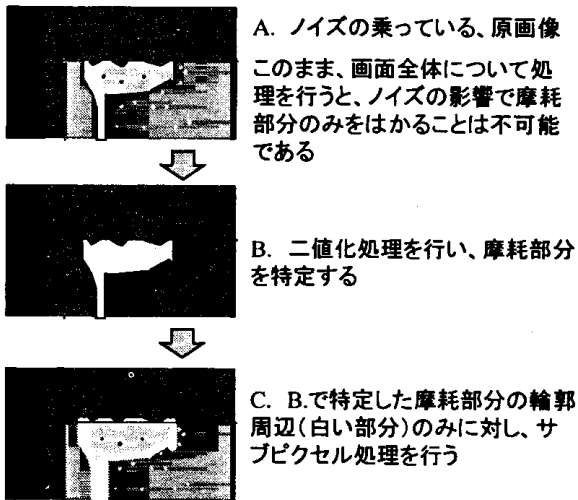 A. ノイズの乗っている、原画像
このまま、画面全体について処
理を行うと、ノイズの影響で摩耗
部分のみをはかることは不可能
である
B. 二値化処理を行い、摩耗部分
を特定する
C. B.で特定した摩耗部分の輪郭
周辺(白い部分)のみに対し、サ
ブピクセル処理を行う